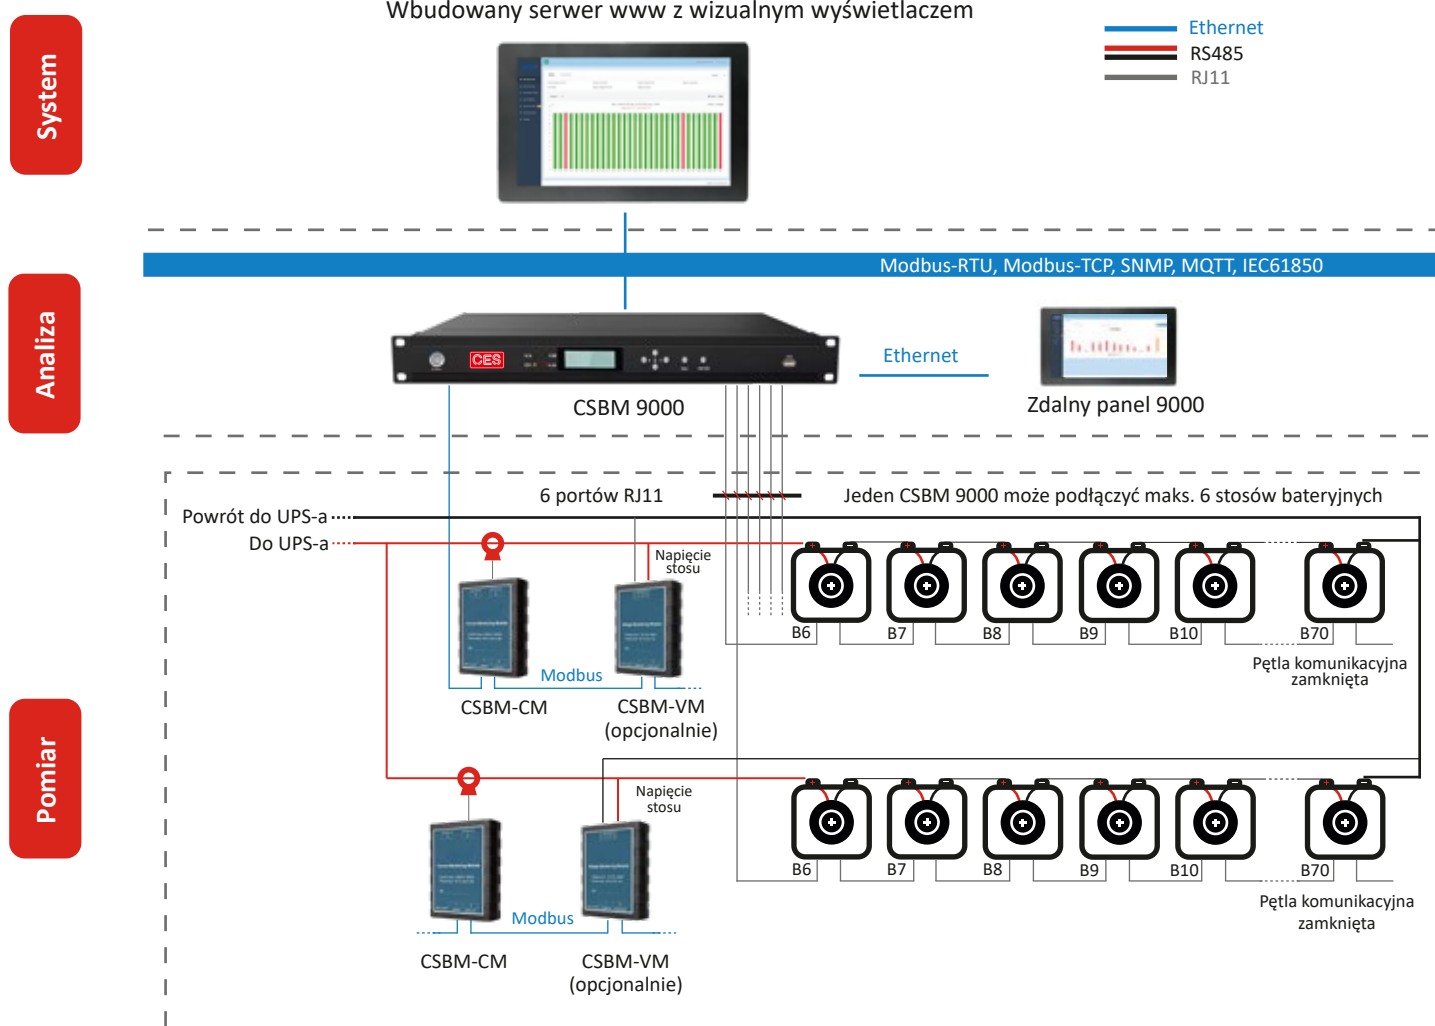 Wbudowany serwer www z wizualnym wyświetlaczem
Ethernet
RS485
RJ11
System
Modbus-RTU, Modbus-TCP, SNMP, MQTT, IEC61850
Analiza
CES
Ethernet
CSBM 9000
Zdalny panel 9000
6 portów RJ11
Jeden CSBM 9000 może podłączyć maks. 6 stosów bateryjnych
Powrót do UPS-a
Do UPS-a
Napięcie
stosu
B6
B7
B8
B9
B10
B70
Pętla komunikacyjna
zamknięta
Modbus
CSBM-CM
CSBM-VM
(opcjonalnie)
Pomiar
Napięcie
stosu
B6
B7
B8
B9
B10
B70
Pętla komunikacyjna
zamknięta
Modbus
CSBM-CM
CSBM-VM
(opcjonalnie)